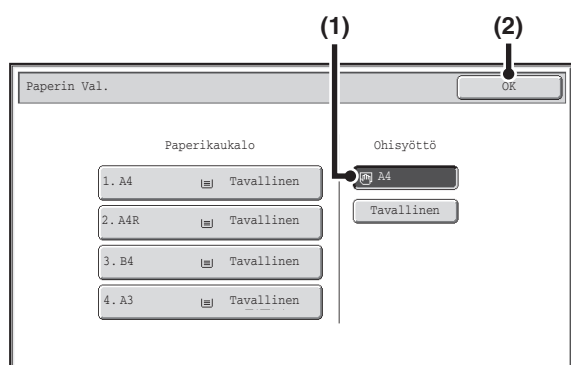 (1) (2)
Paperin Val. OK
Paperikaukalo Ohisyöttö
1. A4 Tavallinen A4
2. A4R Tavallinen Tavallinen
3. B4 Tavallinen
4. A3 Tavallinen